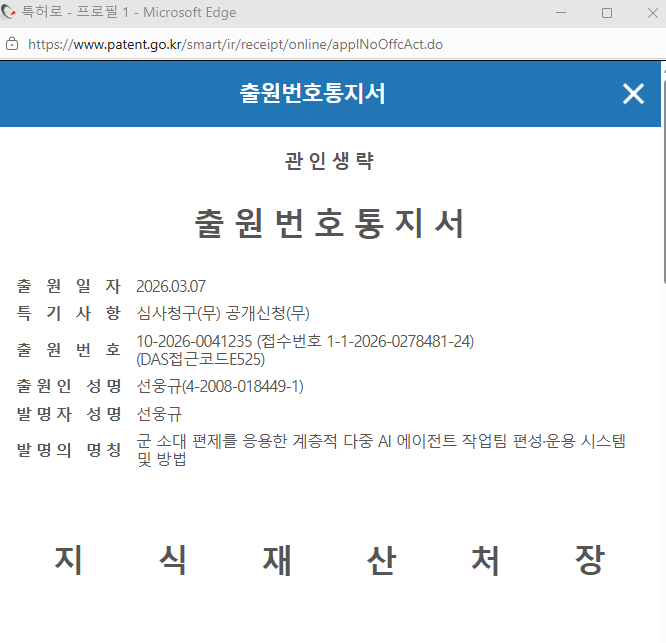 특허로 - 프로필 1 - Microsoft Edge
https://www.patent.go.kr/smart/ir/receipt/online/applNoOffcAct.do
출원번호통지서
관 인 생 략
출 원 번 호 통 지 서
출 원 일 자 2026.03.07
특 기 사 항 심사청구(무) 공개신청(무)
출 원 번 호 10-2026-0041235 (접수번호 1-1-2026-0278481-24)
(DAS접근코드E525)
출 원 인 성 명 선웅규(4-2008-018449-1)
발 명 자 성 명 선웅규
발 명 의 명 칭 군 소대 편제를 응용한 계층적 다중 AI 에이전트 작업팀 편성·운용 시스템
및 방법
지 식 재 산 처 장